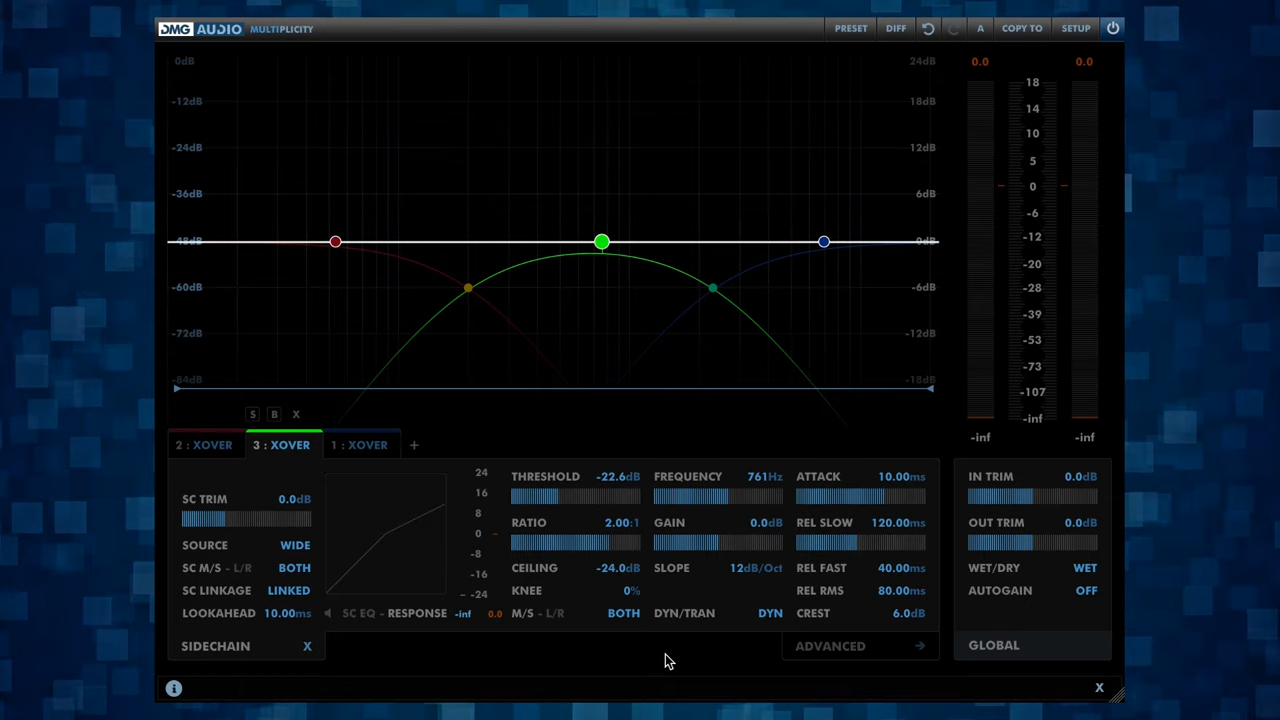 DMG AUDIO MULTIPLICITY PRESET DIFF A COPY TO SETUP
0dB 24dB 0.0 0.0
-12dB 18dB
-24dB 12dB
-36dB 6dB
-48dB 0dB
-60dB -6dB
-72dB -12dB
-84dB -18dB
18
14
10
5
0
-6
-12
-20
-28
-39
-53
-73
-107
-inf
-inf -inf
S B X
2 : XOVER 3 : XOVER 1 : XOVER +
SC TRIM 0.0dB
SOURCE WIDE
SC M/S - L/R BOTH
SC LINKAGE LINKED
LOOKAHEAD 10.00ms
SIDECHAIN X
24
16
8
0
-8
-16
-24
SC EQ - RESPONSE -inf 0.0
THRESHOLD -22.6dB FREQUENCY 761Hz ATTACK 10.00ms
RATIO 2.00:1 GAIN 0.0dB REL SLOW 120.00ms
CEILING -24.0dB SLOPE 12dB/Oct REL FAST 40.00ms
KNEE 0% REL RMS 80.00ms
M/S - L/R BOTH DYN/TRAN DYN CREST 6.0dB
ADVANCED
IN TRIM 0.0dB
OUT TRIM 0.0dB
WET/DRY WET
AUTOGAIN OFF
GLOBAL
X